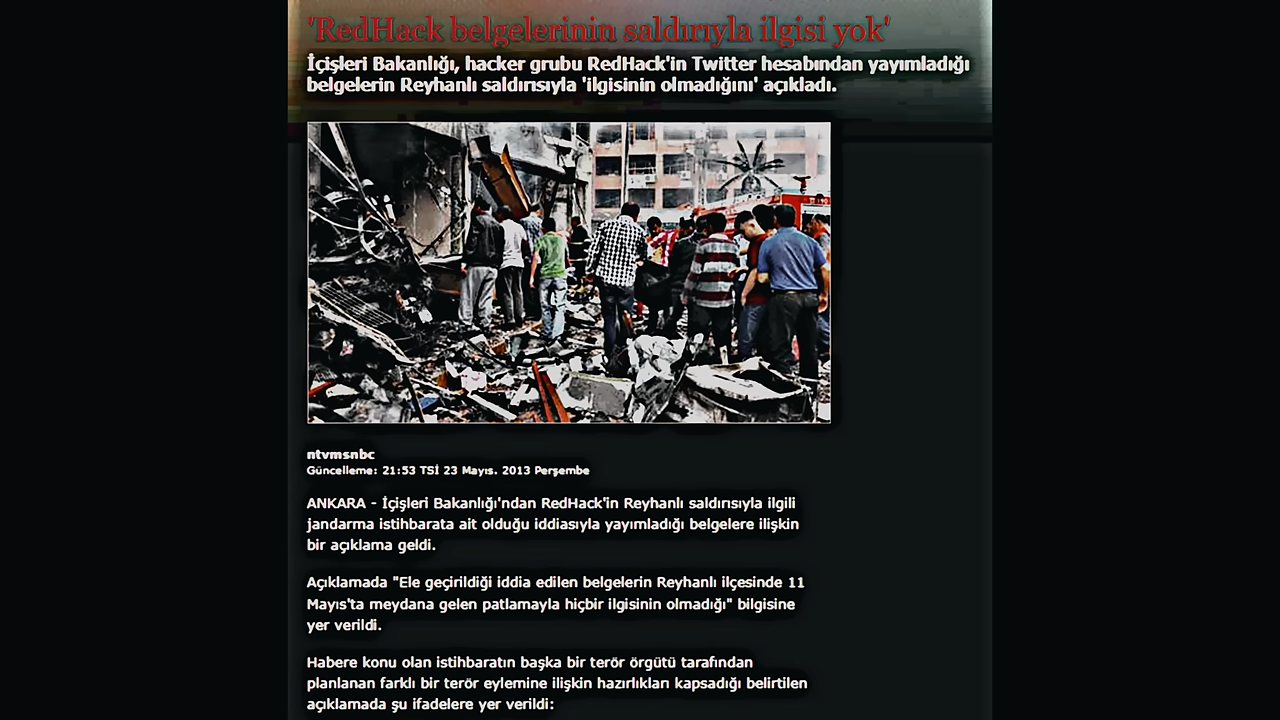 'RedHack belgelerinin saldırıyla ilgisi yok'
İçişleri Bakanlığı, hacker grubu RedHack'in Twitter hesabından yayımladığı
belgelerin Reyhanlı saldırısıyla 'ilgisinin olmadığını' açıkladı.
ntvmsnbc
Güncelleme: 21:53 TSİ 23 Mayıs. 2013 Perşembe
ANKARA - İçişleri Bakanlığı'ndan RedHack'in Reyhanlı saldırısıyla ilgili
jandarma istihbarata ait olduğu iddiasıyla yayımladığı belgelere ilişkin
bir açıklama geldi.
Açıklamada "Ele geçirildiği iddia edilen belgelerin Reyhanlı ilçesinde 11
Mayıs'ta meydana gelen patlamayla hiçbir ilgisinin olmadığı" bilgisine
yer verildi.
Habere konu olan istihbaratın başka bir terör örgütü tarafından
planlanan farklı bir terör eylemine ilişkin hazırlıkları kapsadığı belirtilen
açıklamada şu ifadelere yer verildi: